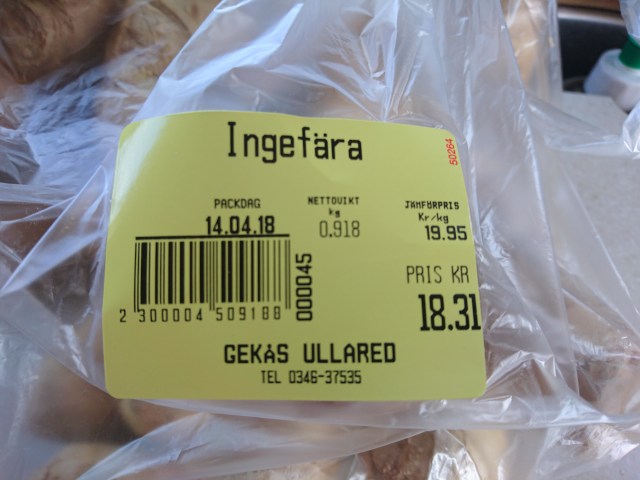 Ingefära
50264
PACKDAG NETTOVIKT JÄMFÖRPRIS
kg Kr/kg
14.04.18 0.918 19.95
PRIS KR
18.31
2 300004 509188
000045
GEKÅS ULLARED
TEL 0346-37535